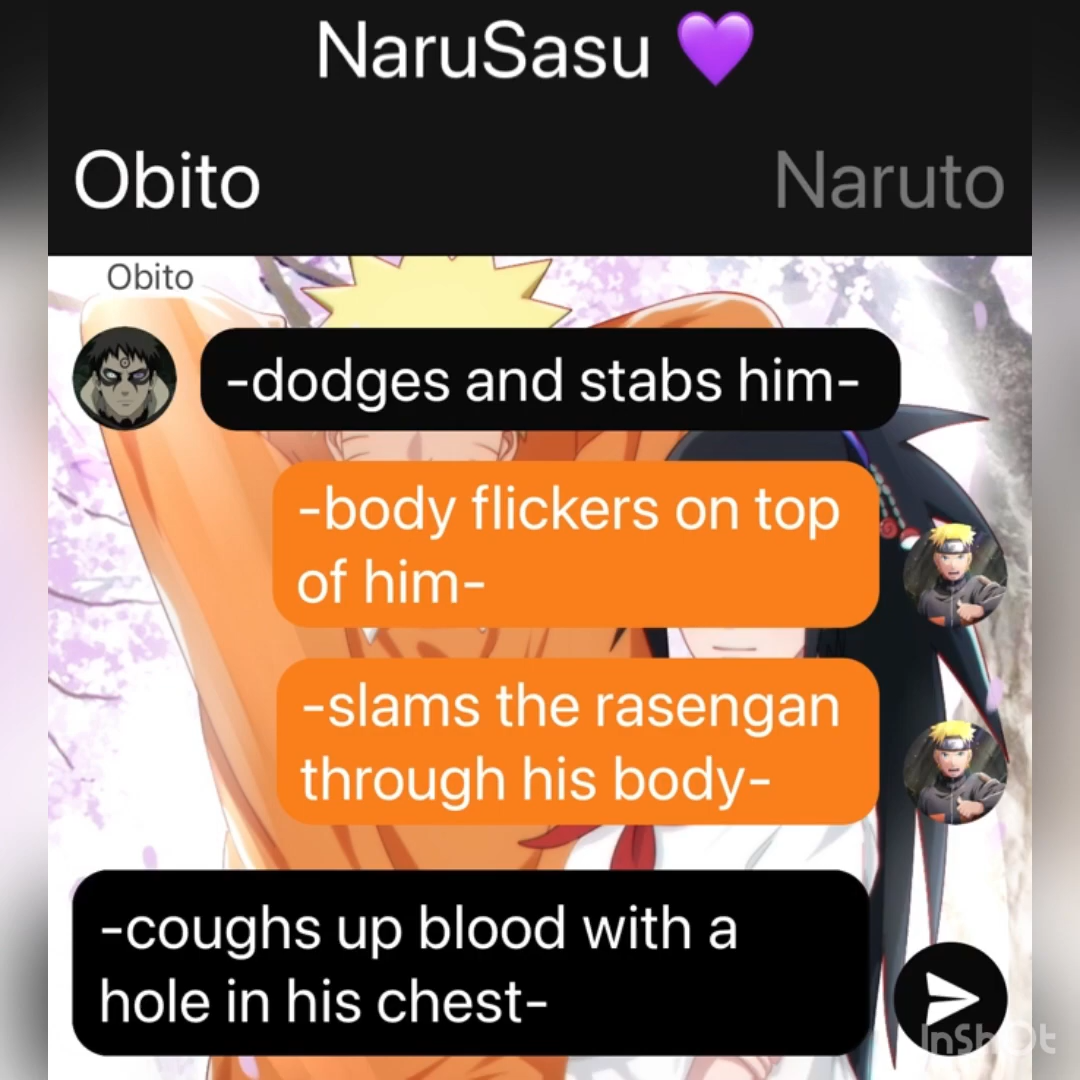 NaruSasu 💜
Obito Naruto
Obito
-dodges and stabs him-
-body flickers on top
of him-
-slams the rasengan
through his body-
-coughs up blood with a
hole in his chest-
InShOt